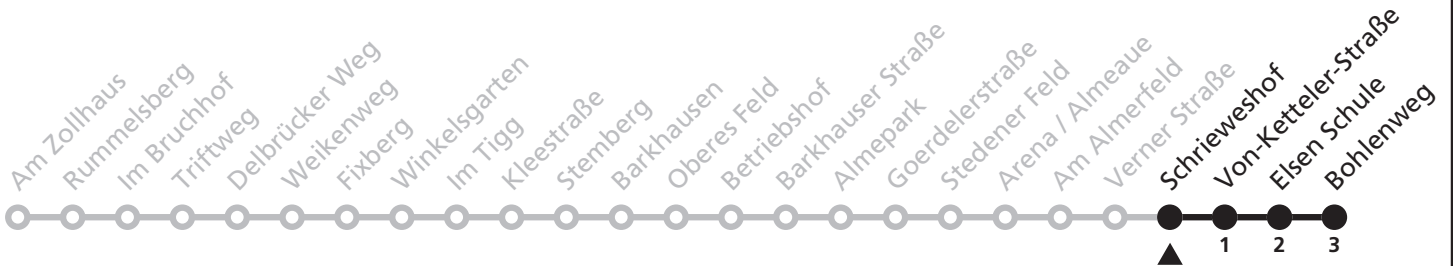 Am Zollhaus
Rummelsberg
Im Bruchhof
Triftweg
Delbrücker Weg
Weikenweg
Fixberg
Winkelsgarten
Im Tigg
Kleestraße
Stemberg
Barkhausen
Oberes Feld
Betriebshof
Barkhauser Straße
Almepark
Goerdelerstraße
Stedener Feld
Arena / Almeaue
Am Almerfeld
Verner Straße
Schrieweshof
Von-Ketteler-Straße
Elsen Schule
Bohlenweg
1 2 3